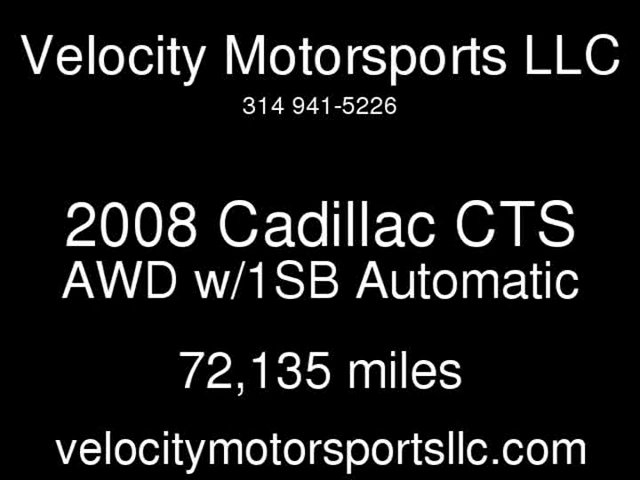 Velocity Motorsports LLC
314 941-5226
2008 Cadillac CTS
AWD w/1SB Automatic
72,135 miles
velocitymotorsportsllc.com